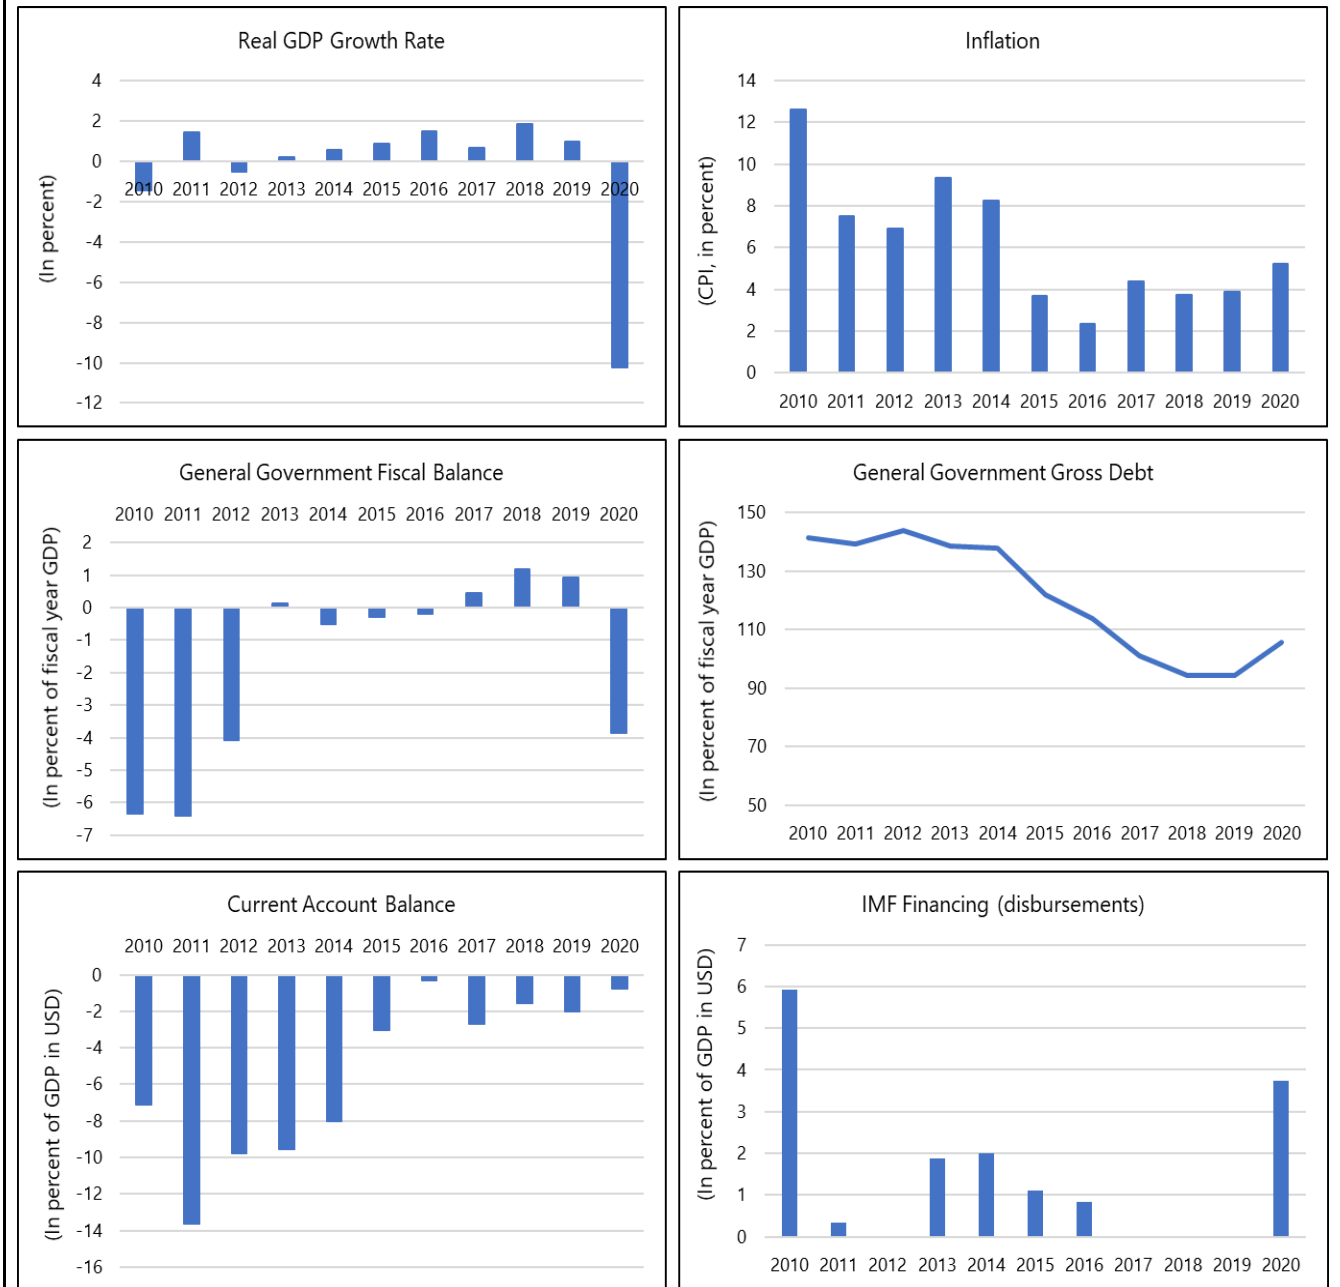 Real GDP Growth Rate
(In percent)
4
2
0
-2
-4
-6
-8
-10
-12
2010 2011 2012 2013 2014 2015 2016 2017 2018 2019 2020
Inflation
(CPI, in percent)
14
12
10
8
6
4
2
0
2010 2011 2012 2013 2014 2015 2016 2017 2018 2019 2020
General Government Fiscal Balance
2010 2011 2012 2013 2014 2015 2016 2017 2018 2019 2020
(In percent of fiscal year GDP)
2
1
0
-1
-2
-3
-4
-5
-6
-7
General Government Gross Debt
(In percent of fiscal year GDP)
150
130
110
90
70
50
2010 2011 2012 2013 2014 2015 2016 2017 2018 2019 2020
Current Account Balance
2010 2011 2012 2013 2014 2015 2016 2017 2018 2019 2020
(In percent of GDP in USD)
0
-2
-4
-6
-8
-10
-12
-14
-16
IMF Financing (disbursements)
(In percent of GDP in USD)
7
6
5
4
3
2
1
0
2010 2011 2012 2013 2014 2015 2016 2017 2018 2019 2020